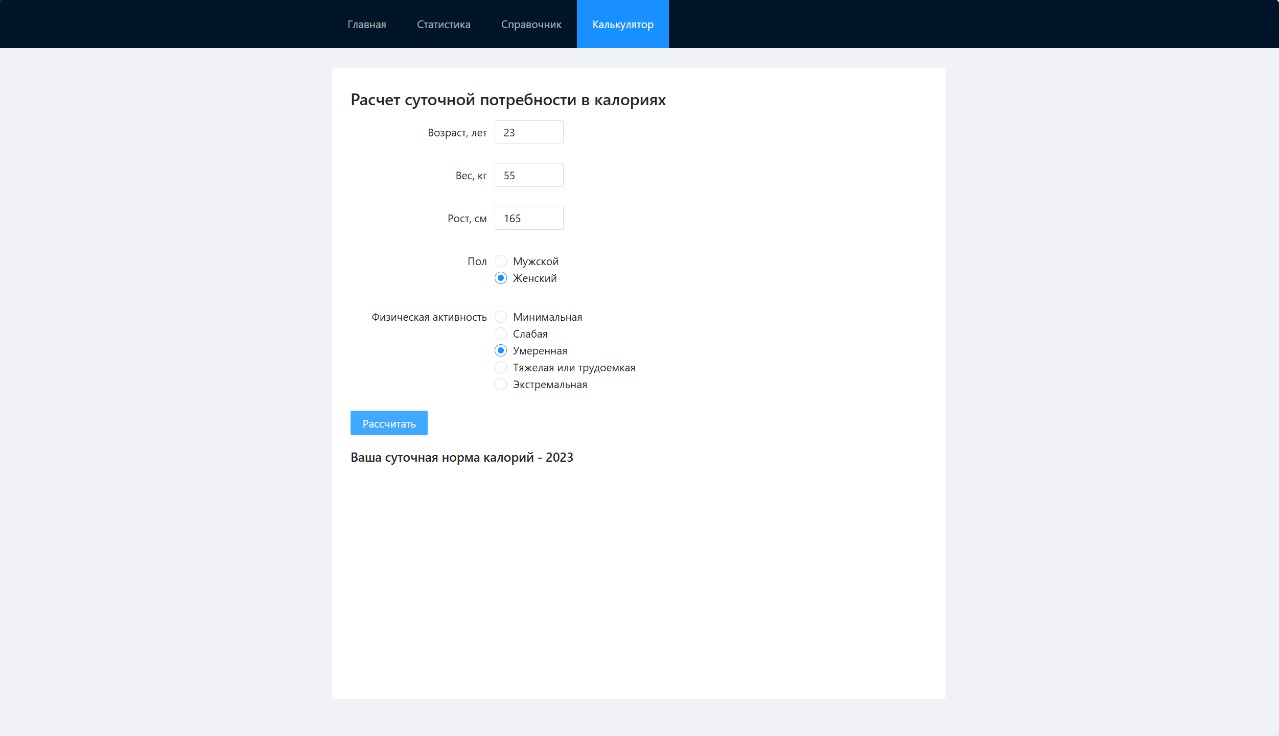 Главная Статистика Справочник Калькулятор
Расчет суточной потребности в калориях
Возраст, лет 23
Вес, кг 55
Рост, см 165
Пол Мужской
Женский
Физическая активность Минимальная
Слабая
Умеренная
Тяжелая или трудоемкая
Экстремальная
Рассчитать
Ваша суточная норма калорий - 2023